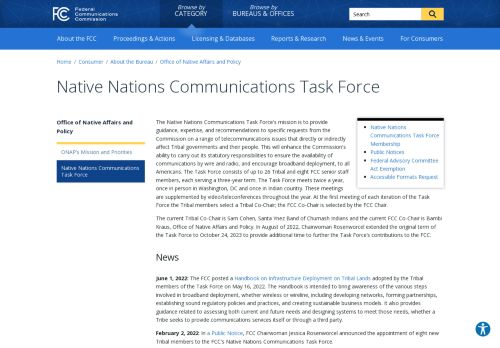 FCC
Federal
Communications
Commission
Browse by
CATEGORY
Browse by
BUREAUS & OFFICES
Search
About the FCC
Proceedings & Actions
Licensing & Databases
Reports & Research
News & Events
For Consumers
Home / Consumer / About the Bureau / Office of Native Affairs and Policy
Native Nations Communications Task Force
Office of Native Affairs and
Policy
ONAP's Mission and Priorities
Native Nations Communications
Task Force
The Native Nations Communications Task Force's mission is to provide
guidance, expertise, and recommendations to specific requests from the
Commission on a range of telecommunications issues that directly or indirectly
affect Tribal governments and their people. This will enhance the Commission's
ability to carry out its statutory responsibilities to ensure the availability of
communications by wire and radio, and encourage broadband deployment, to all
Americans. The Task Force consists of up to 26 Tribal and eight FCC senior staff
members, each serving a three-year term. The Task Force meets twice a year,
once in person in Washington, DC and once in Indian country. These meetings
are supplemented by video/teleconferences throughout the year. At the first meeting of each iteration of the Task
Force the Tribal members select a Tribal Co-Chair; the FCC Co-Chair is selected by the FCC Chair.
Native Nations
Communications Task Force
Membership
Public Notices
Federal Advisory Committee
Act Exemption
Accessible Formats Request
The current Tribal Co-Chair is Sam Cohen, Santa Ynez Band of Chumash Indians and the current FCC Co-Chair is Bambi
Kraus, Office of Native Affairs and Policy. In August of 2022, Chairwoman Rosenworcel extended the original term of
the Task Force to October 24, 2023 to provide additional time to further the Task Force's contributions to the FCC.
News
June 1, 2022: The FCC posted a Handbook on Infrastructure Deployment on Tribal Lands adopted by the Tribal
members of the Task Force on May 16, 2022. The Handbook is intended to bring awareness of the various steps
involved in broadband deployment, whether wireless or wireline, including developing networks, forming partnerships,
establishing sound regulatory policies and practices, and creating sustainable business models. It also provides
guidance related to assessing both current and future needs and designing systems to meet those needs, whether a
Tribe seeks to provide communications services itself or through a third party.
February 2, 2022: In a Public Notice, FCC Chairwoman Jessica Rosenworcel announced the appointment of eight new
Tribal members to the FCC's Native Nations Communications Task Force.